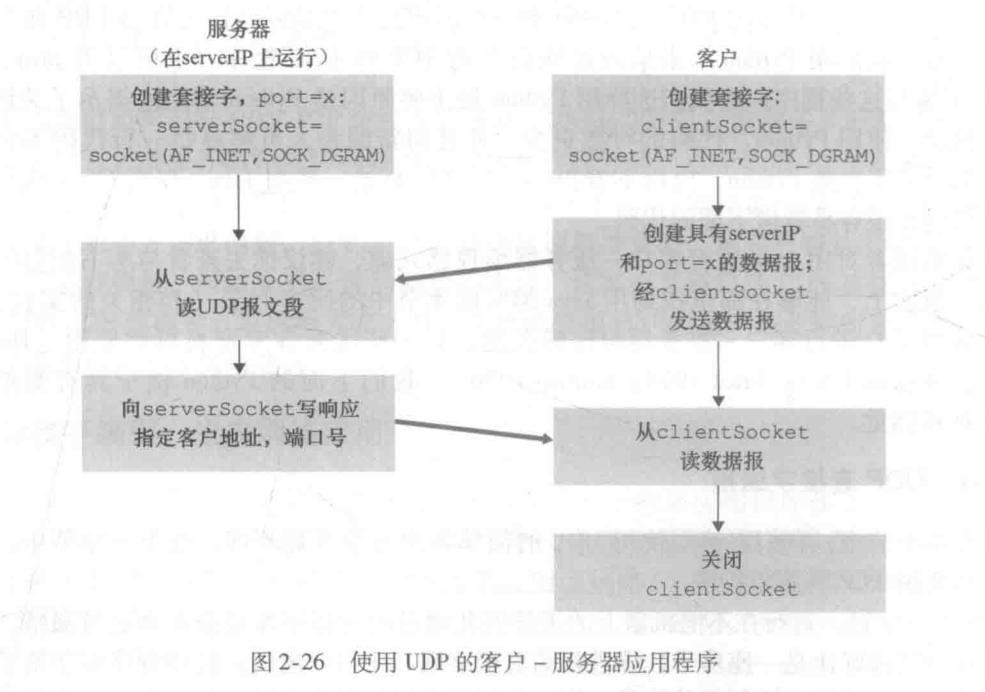 服务器
（在serverIP上运行）
创建套接字，port=x:
serverSocket=
socket(AF_INET,SOCK_DGRAM)
从serverSocket
读UDP报文段
向serverSocket写响应
指定客户地址，端口号
客户
创建套接字:
clientSocket=
socket(AF_INET,SOCK_DGRAM)
创建具有serverIP
和port=x的数据报；
经clientSocket
发送数据报
从clientSocket
读数据报
关闭
clientSocket
图 2-26 使用 UDP 的客户 – 服务器应用程序